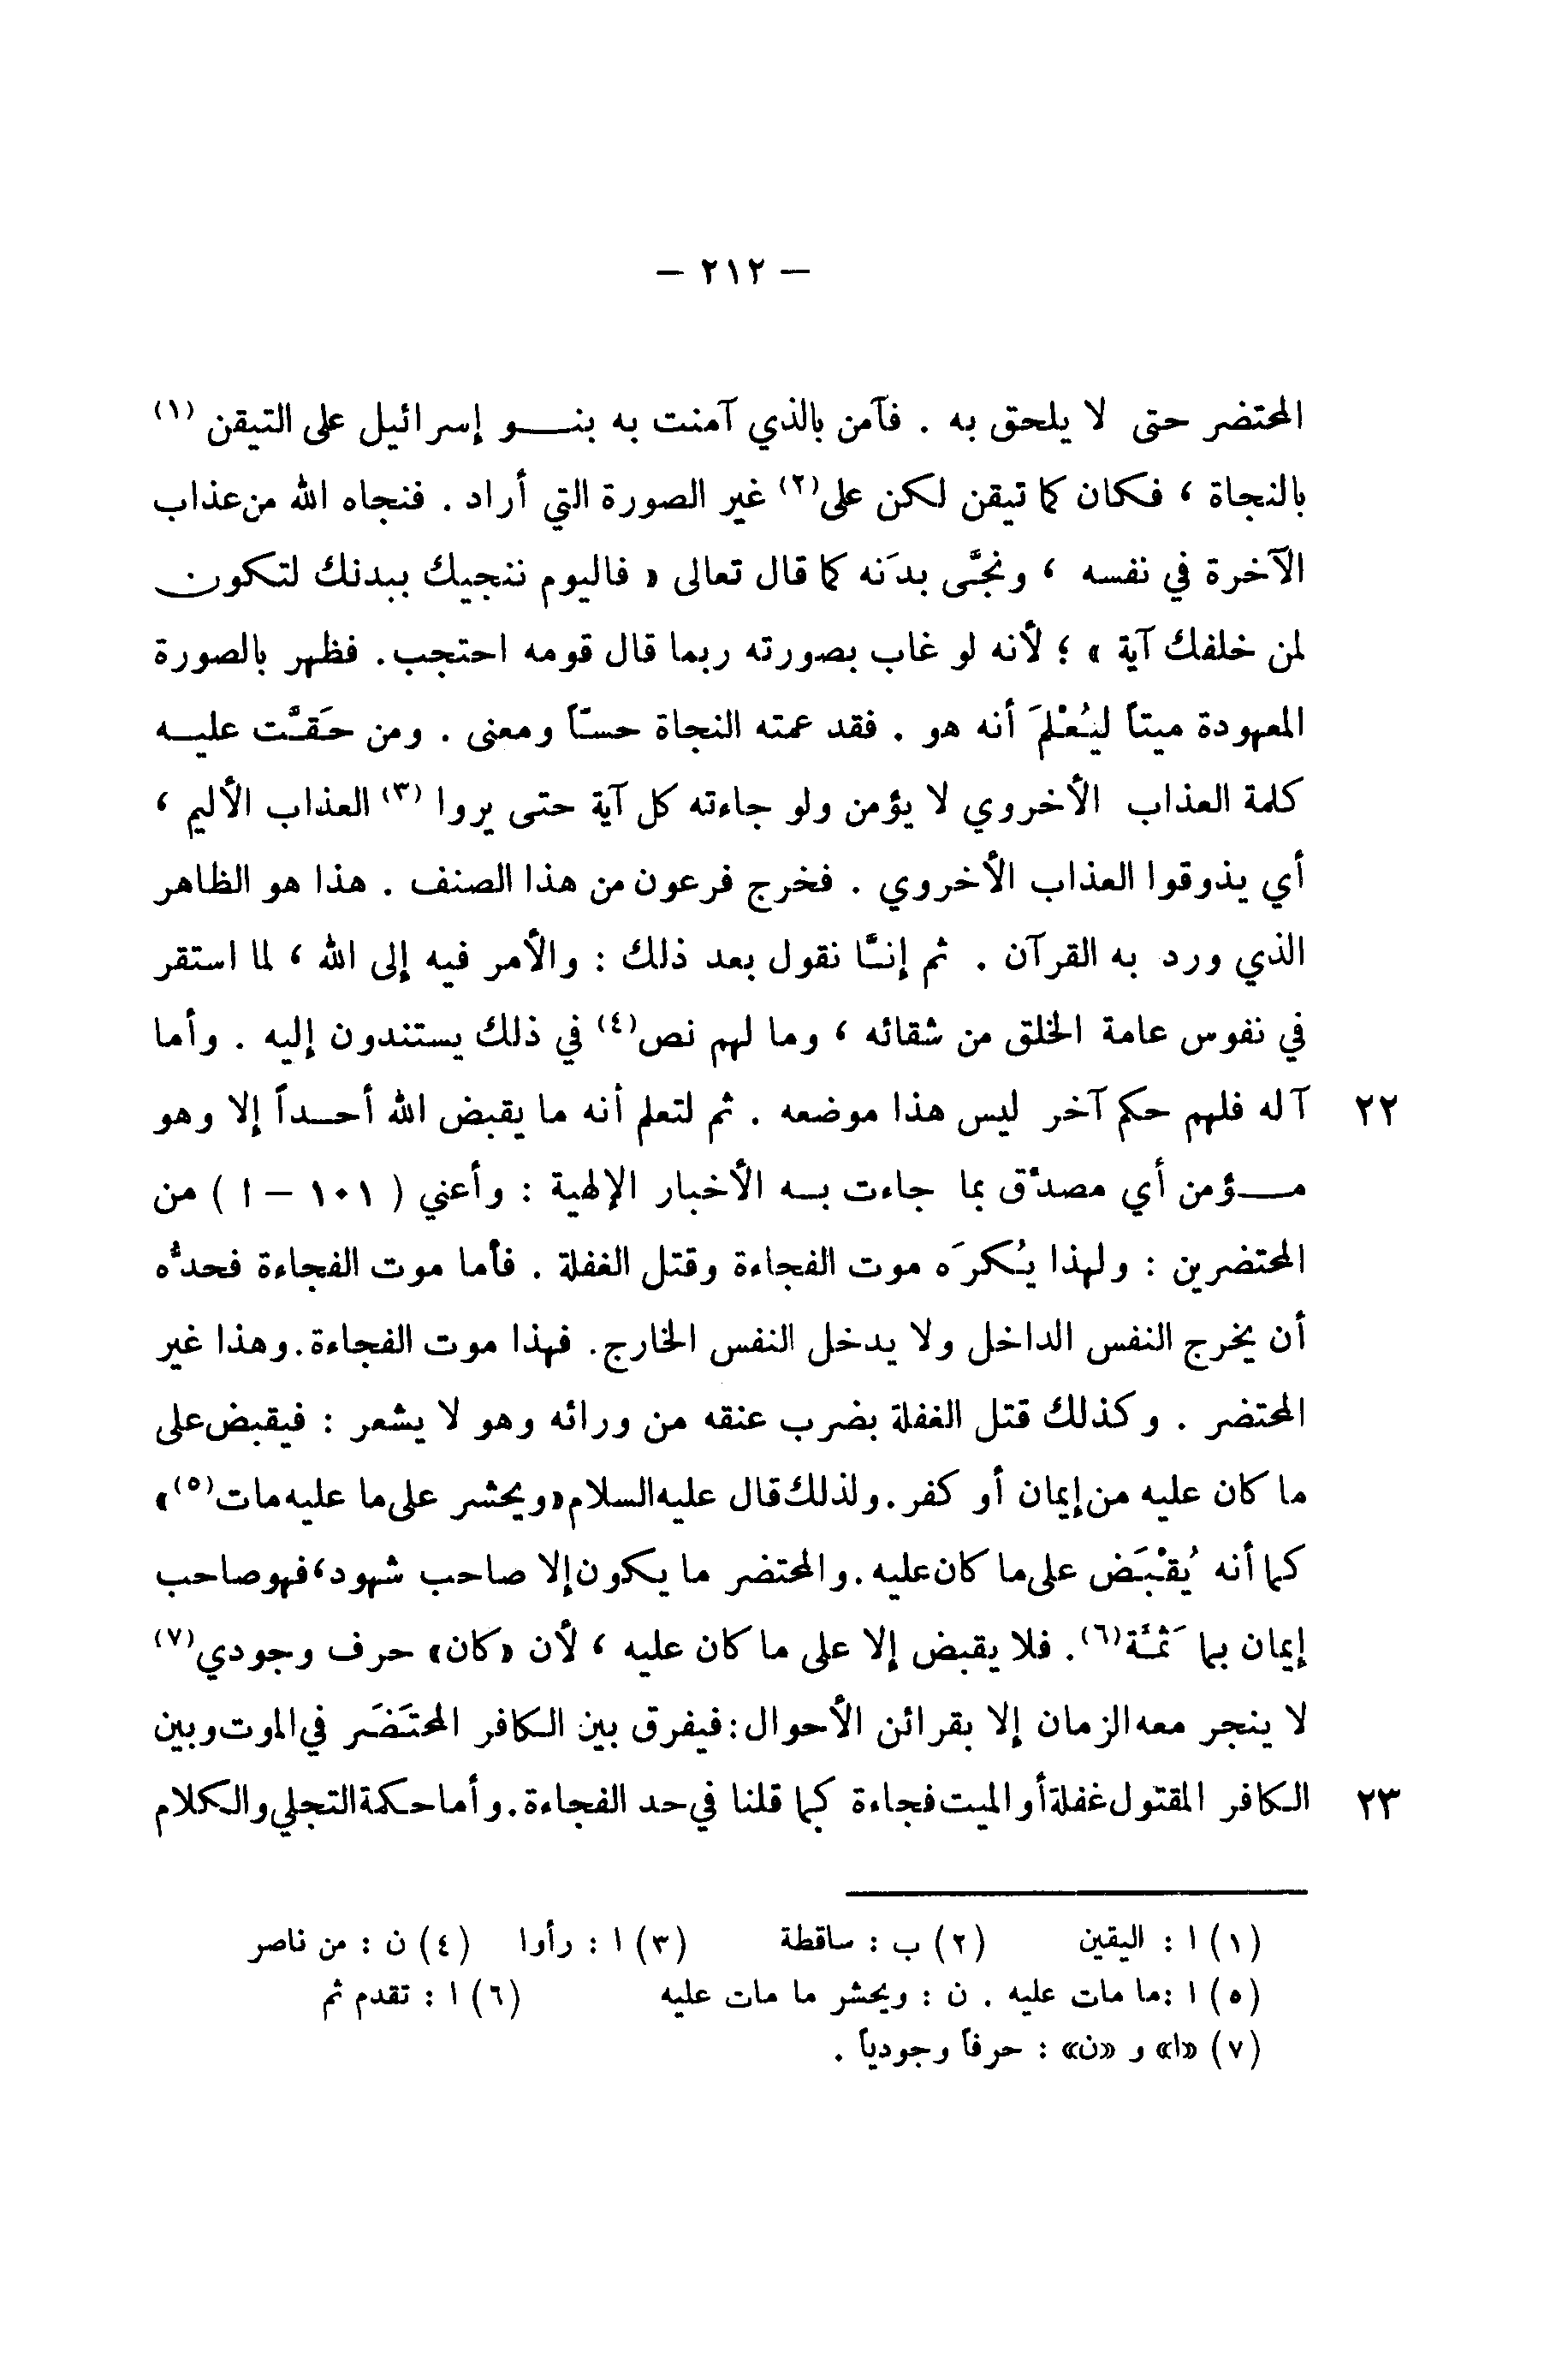 — ٢١٢ —
المحتضر حتى لا يلحق به . فآمن بالذي آمنت به بنو إسرائيل على التيقن (١)
بالنجاة ، فكان كما تيقن لكن على(٢) غير الصورة التي أراد . فنجاه الله من عذاب
الآخرة في نفسه ، ونجَّى بدَنه كما قال تعالى « فاليوم ننجيك ببدنك لتكون
لمن خلفك آية » ؛ لأنه لو غاب بصورته ربما قال قومه احتجب . فظهر بالصورة
المعهودة ميتاً ليُعْلَمَ أنه هو . فقد عمته النجاة حسّاً ومعنى . ومن حَقَّت عليه
كلمة العذاب الأخروي لا يؤمن ولو جاءته كل آية حتى يروا (٣) العذاب الأليم ،
أي يذوقوا العذاب الأخروي . فخرج فرعون من هذا الصنف . هذا هو الظاهر
الذي ورد به القرآن . ثم إنَّا نقول بعد ذلك : والأمر فيه إلى الله ، لما استقر
في نفوس عامة الخلق من شقائه ، وما لهم نص(٤) في ذلك يستندون إليه . وأما
٢٢ آله فلهم حكم آخر ليس هذا موضعه . ثم لتعلم أنه ما يقبض الله أحداً إلا وهو
مؤمن أي مصدّق بما جاءت به الأخبار الإلهية : وأعني ( ١٠١ — ا ) من
المحتضرين : ولهذا يُكرَه موت الفجاءة وقتل الغفلة . فأما موت الفجاءة فحدُّه
أن يخرج النفس الداخل ولا يدخل النفس الخارج . فهذا موت الفجاءة . وهذا غير
المحتضر . وكذلك قتل الغفلة بضرب عنقه من ورائه وهو لا يشعر : فيقبض على
ما كان عليه من إيمان أو كفر . ولذلك قال عليه السلام «ويحشر على ما عليه مات(٥)»
كما أنه يُقْبَض على ما كان عليه . والمحتضر ما يكون إلا صاحب شهود ، فهو صاحب
إيمان بما ثَمَّة(٦) . فلا يقبض إلا على ما كان عليه ، لأن «كان» حرف وجودي(٧)
لا ينجر معه الزمان إلا بقرائن الأحوال : فيفرق بين الكافر المحتَضَر في الموت وبين
٢٣ الكافر المقتول غفلة أو الميت فجاءة كما قلنا في حد الفجاءة . وأما حكمة التجلي والكلام
(١) ا : اليقين (٢) ب : ساقطة (٣) ا : رأوا (٤) ن : من ناصر
(٥) ا : ما مات عليه . ن : ويحشر ما مات عليه (٦) ا : تقدم ثم
(٧) «ا» و «ن» : حرفاً وجودياً .